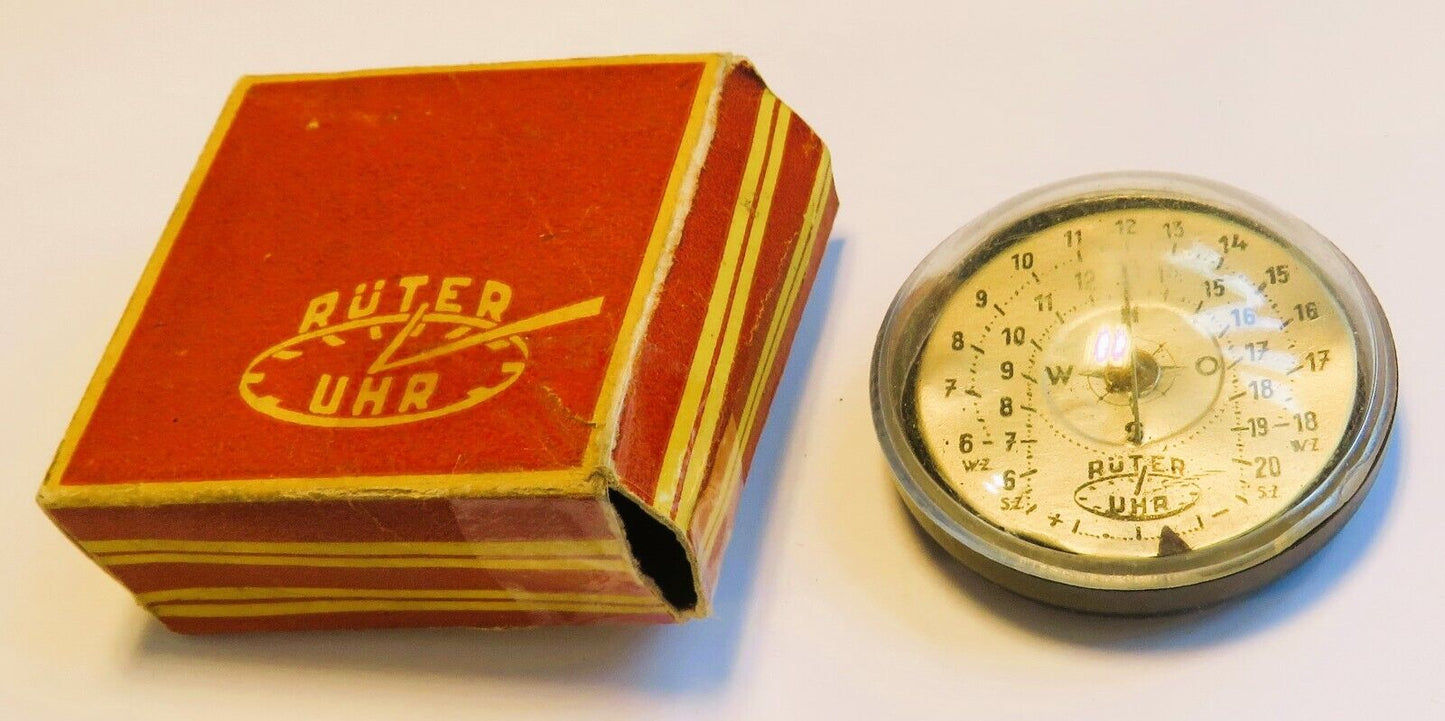 RÜTER
UHR
11 12 13
10 14
9 11 12 13 15 15
8 10 16 16
7 9 W N O 17 17
8 S 18
6 - 7 19 - 18
WZ WZ
6 RÜTER 20
SZ UHR SZ
+ -